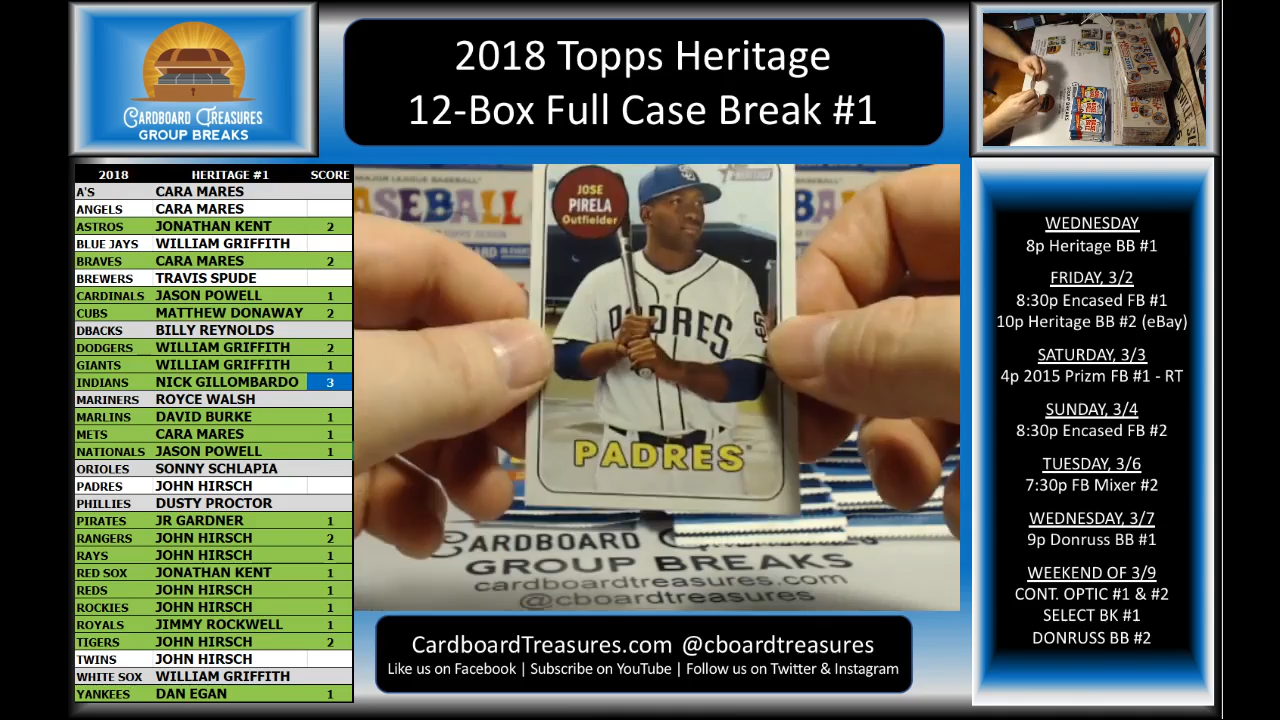 CARDBOARD TREASURES
GROUP BREAKS
2018 Topps Heritage
12-Box Full Case Break #1
2018 HERITAGE #1 SCORE
A'S CARA MARES
ANGELS CARA MARES
ASTROS JONATHAN KENT 2
BLUE JAYS WILLIAM GRIFFITH
BRAVES CARA MARES 2
BREWERS TRAVIS SPUDE
CARDINALS JASON POWELL 1
CUBS MATTHEW DONAWAY 2
DBACKS BILLY REYNOLDS
DODGERS WILLIAM GRIFFITH 2
GIANTS WILLIAM GRIFFITH 1
INDIANS NICK GILLOMBARDO 3
MARINERS ROYCE WALSH
MARLINS DAVID BURKE 1
METS CARA MARES 1
NATIONALS JASON POWELL 1
ORIOLES SONNY SCHLAPIA
PADRES JOHN HIRSCH
PHILLIES DUSTY PROCTOR
PIRATES JR GARDNER 1
RANGERS JOHN HIRSCH 2
RAYS JOHN HIRSCH 1
RED SOX JONATHAN KENT 1
REDS JOHN HIRSCH 1
ROCKIES JOHN HIRSCH 1
ROYALS JIMMY ROCKWELL 1
TIGERS JOHN HIRSCH 2
TWINS JOHN HIRSCH
WHITE SOX WILLIAM GRIFFITH
YANKEES DAN EGAN 1
MAJOR LEAGUE BASEBALL
BASEBALL
JOSE
PIRELA
Outfielder
PADRES
PADRES
CARDBOARD
GROUP BREAKS
cardboardtreasures.com
@cboardtreasures
CardboardTreasures.com @cboardtreasures
Like us on Facebook | Subscribe on YouTube | Follow us on Twitter & Instagram
WEDNESDAY
8p Heritage BB #1
FRIDAY, 3/2
8:30p Encased FB #1
10p Heritage BB #2 (eBay)
SATURDAY, 3/3
4p 2015 Prizm FB #1 - RT
SUNDAY, 3/4
8:30p Encased FB #2
TUESDAY, 3/6
7:30p FB Mixer #2
WEDNESDAY, 3/7
9p Donruss BB #1
WEEKEND OF 3/9
CONT. OPTIC #1 & #2
SELECT BK #1
DONRUSS BB #2